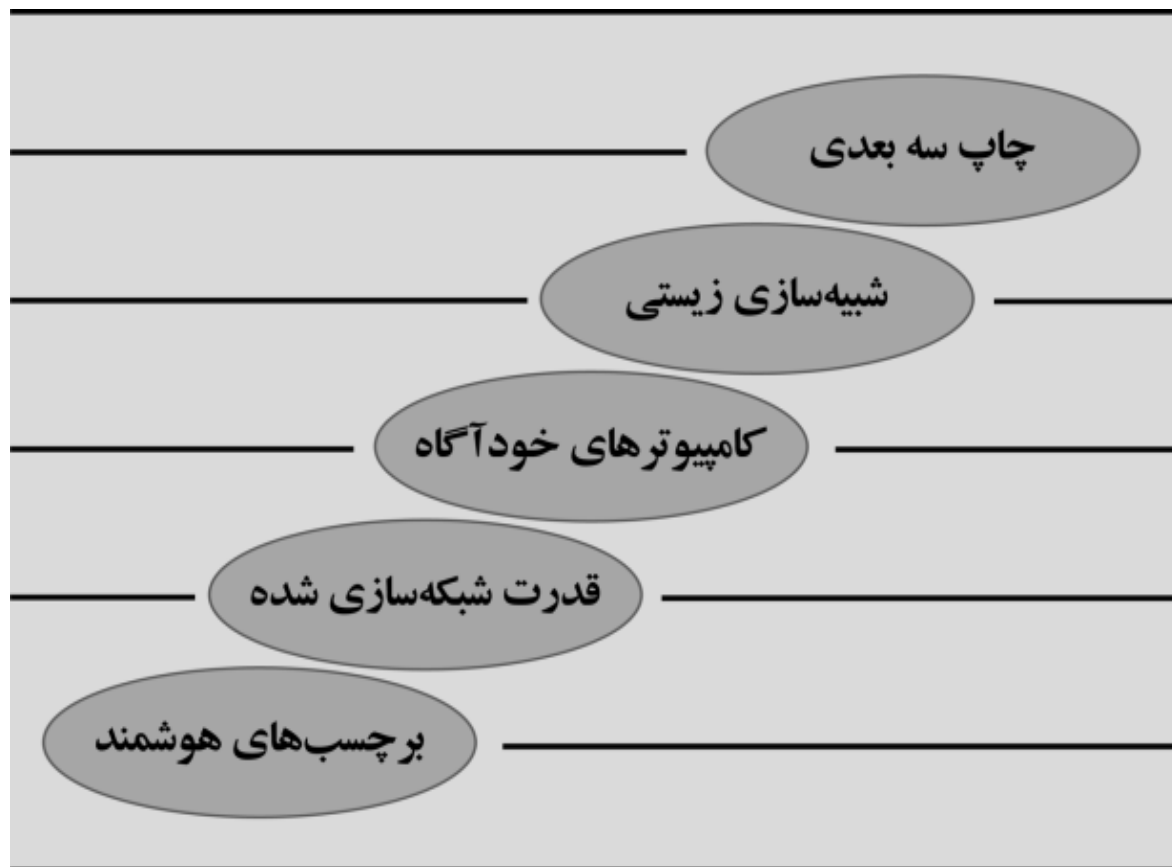 چاپ سه بعدی
شبیه‌سازی زیستی
کامپیوترهای خودآگاه
قدرت شبکه‌سازی شده
برچسب‌های هوشمند